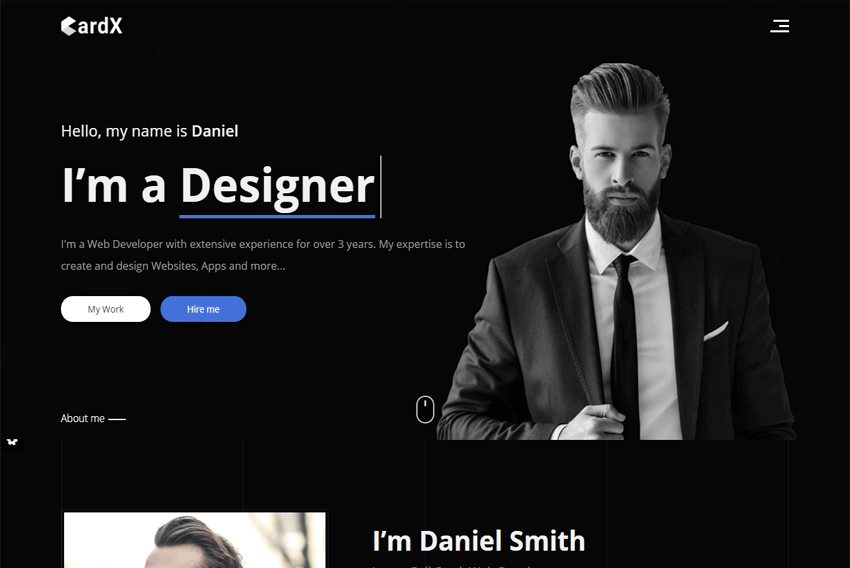 CardX
Hello, my name is Daniel
I'm a Designer
I'm a Web Developer with extensive experience for over 3 years. My expertise is to
create and design Websites, Apps and more...
My Work
Hire me
About me
I'm Daniel Smith